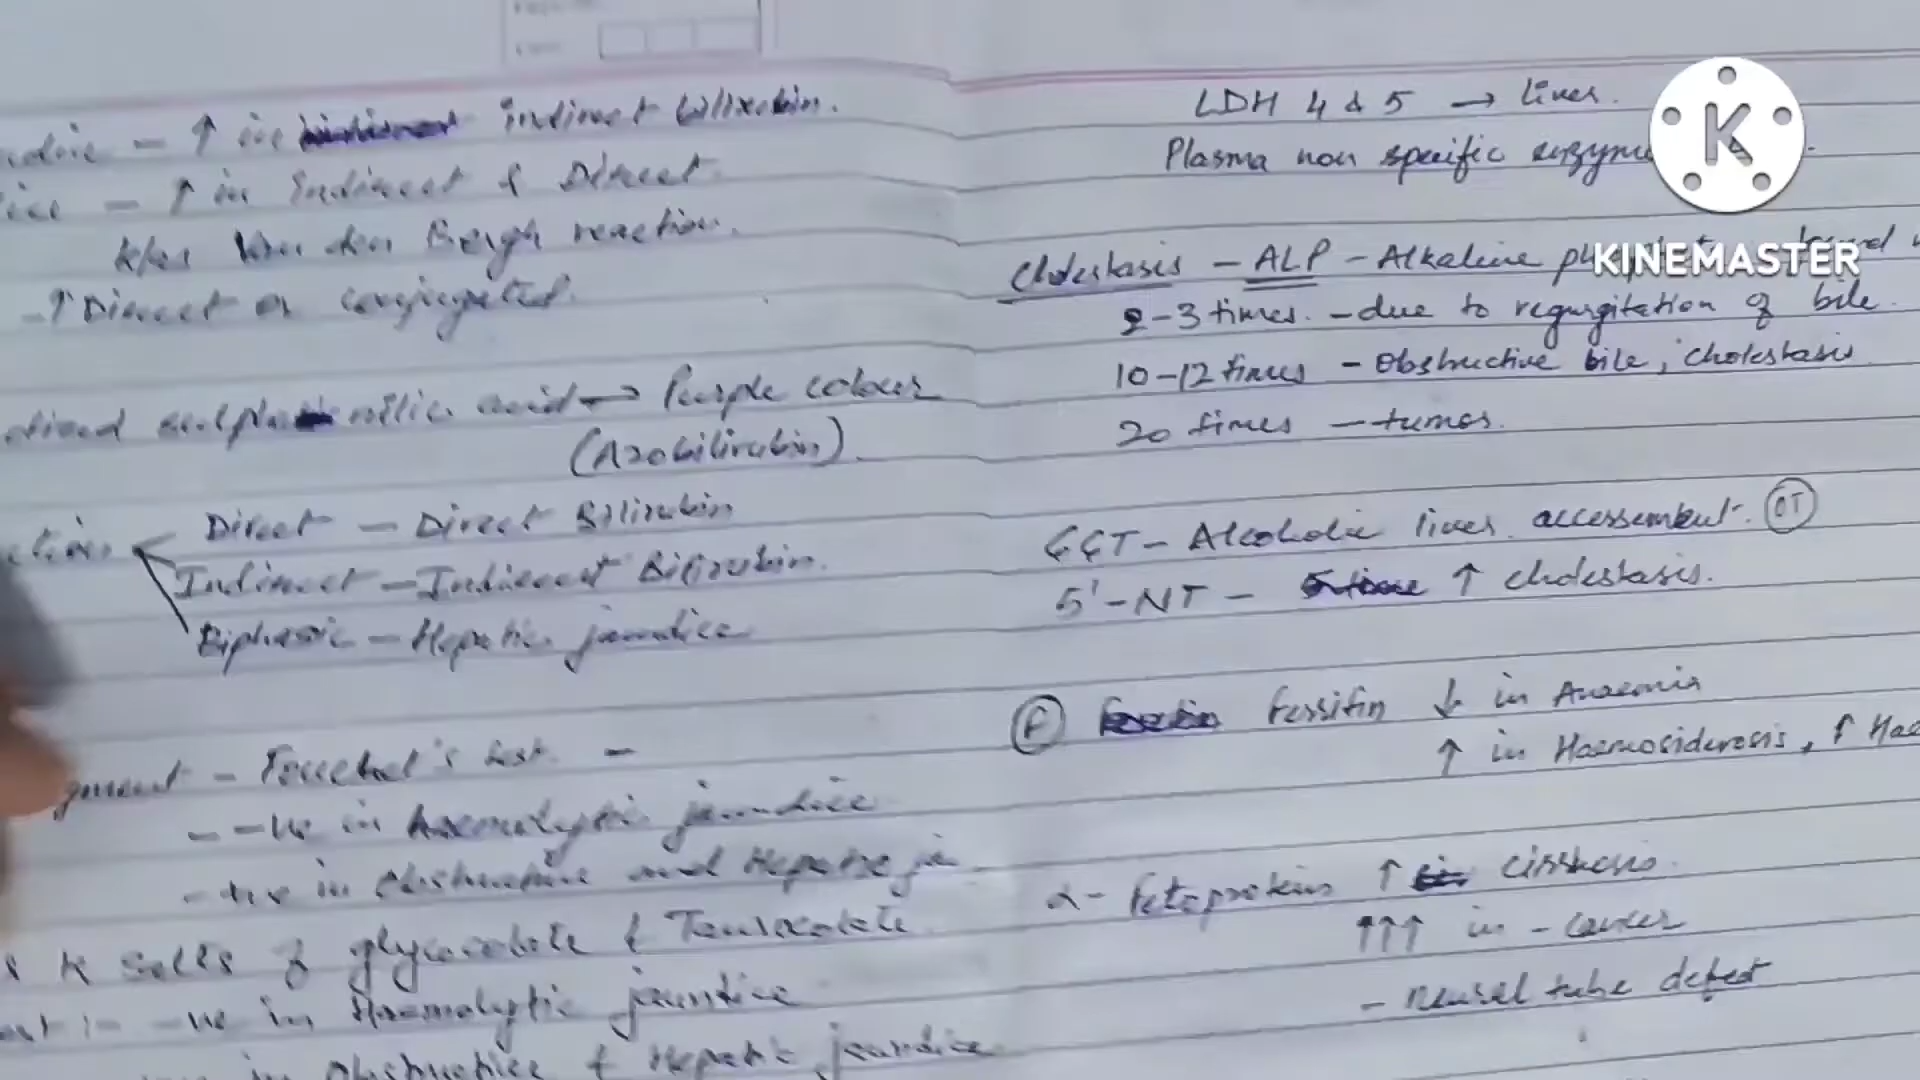 – ↑ in indirect bilirubin.
– ↑ in Indirect & Direct
k/as Van den Bergh reaction.
– ↑ Direct or conjugated.
acid → Purple colour
(Azobilirubin)
Direct – Direct Bilirubin
Indirect – Indirect Bilirubin.
Biphasic – Hepatic jaundice
– Fouchet's test. –
– –ve in haemolytic jaundice
– +ve in obstructive and Hepatic ja
K salts of glycocolate & Taurocolate
–ve in Haemolytic jaundice
in obstructive & Hepatic jaundice
LDH 4 & 5 → liver.
Plasma non specific enzyme
Cholestasis – ALP – Alkaline
2-3 times. – due to regurgitation of bile.
10-12 times – Obstructive bile, cholestasis
20 times – tumor.
GGT – Alcoholic liver accessembut. OT
5'-NT – ↑ cholestasis.
F Ferritin ↓ in Anaemia
↑ in Haemosiderosis, ↑ Hae
α- Fetoprotein ↑ cirrhosis.
↑↑↑ in – cancer
– neural tube defect
K
KINEMASTER